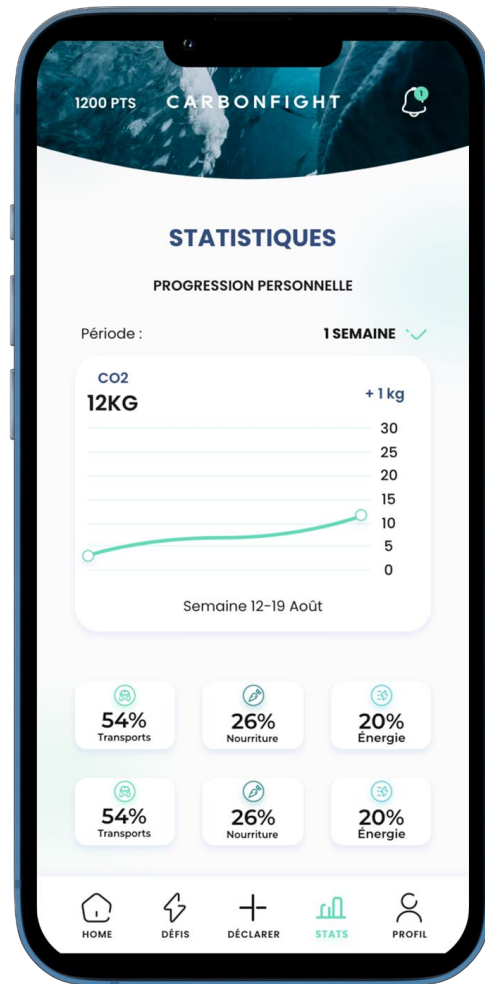 1200 PTS CARBONFIGHT 1
STATISTIQUES
PROGRESSION PERSONNELLE
Période : 1 SEMAINE
CO2
12KG + 1 kg
30
25
20
15
10
5
0
Semaine 12-19 Août
54% 26% 20%
Transports Nourriture Énergie
54% 26% 20%
Transports Nourriture Énergie
HOME DÉFIS DÉCLARER STATS PROFIL